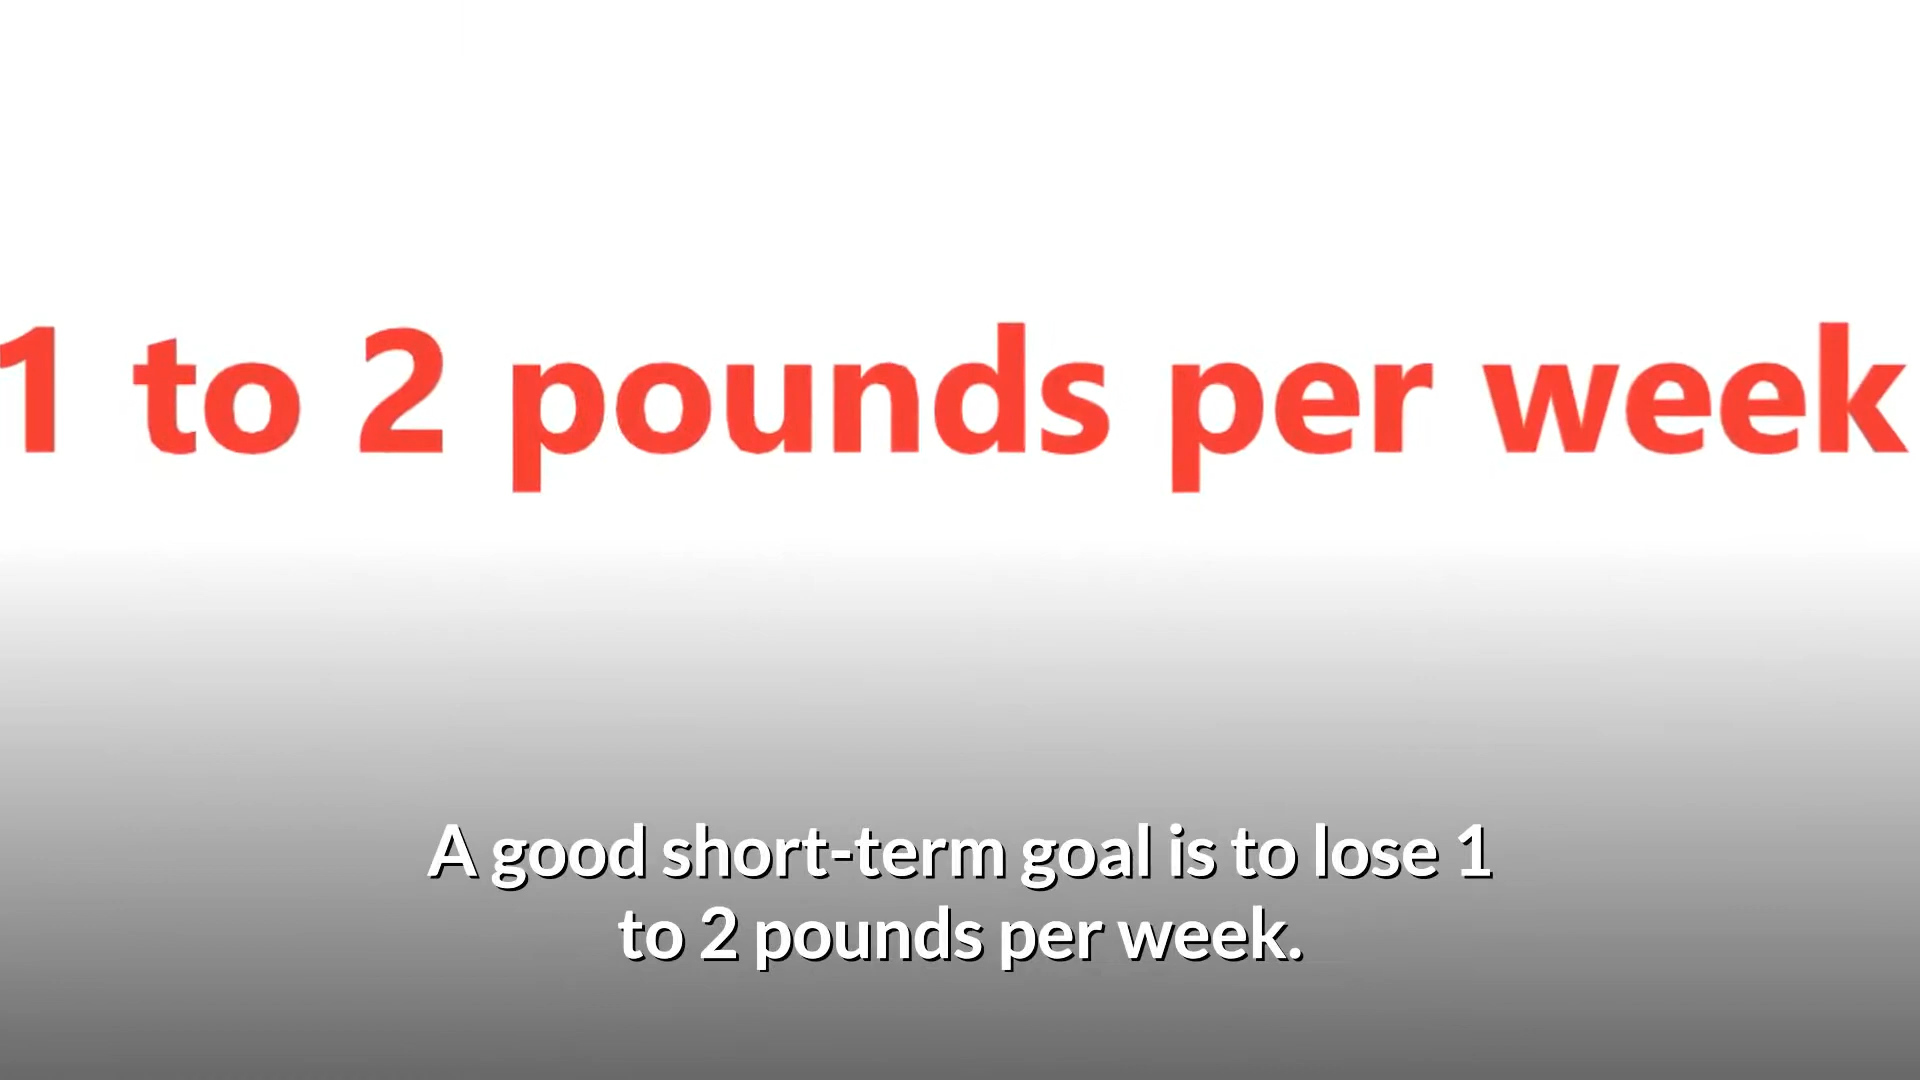 1 to 2 pounds per week
A good short-term goal is to lose 1
to 2 pounds per week.